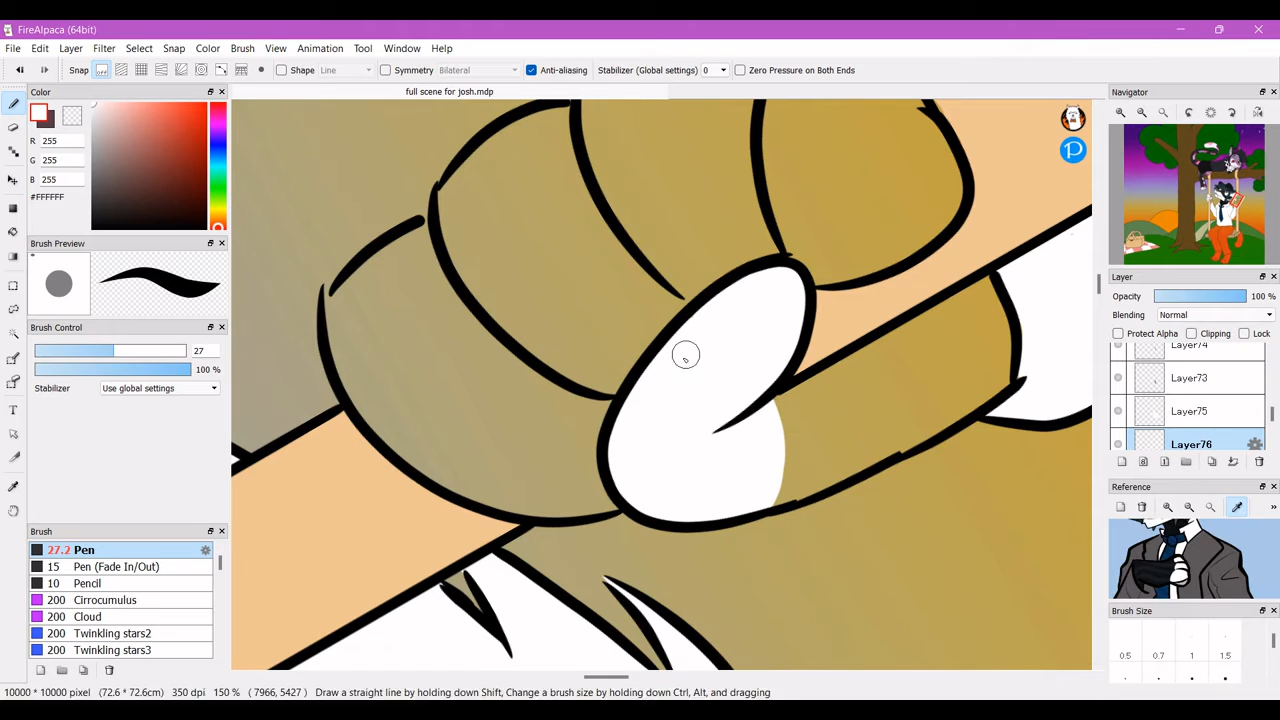 FireAlpaca (64bit)
File Edit Layer Filter Select Snap Color Brush View Animation Tool Window Help
Snap off Shape Line Symmetry Bilateral Anti-aliasing Stabilizer (Global settings) 0 Zero Pressure on Both Ends
Color
full scene for josh.mdp
Navigator
R 255
G 255
B 255
#FFFFFF
Brush Preview
Brush Control
27
100 %
Stabilizer Use global settings
Layer
Opacity 100 %
Blending Normal
Protect Alpha Clipping Lock
Layer74
Layer73
Layer75
Layer76
Reference
Brush
27.2 Pen
15 Pen (Fade In/Out)
10 Pencil
200 Cirrocumulus
200 Cloud
200 Twinkling stars2
200 Twinkling stars3
Brush Size
0.5 0.7 1 1.5
10000 * 10000 pixel (72.6 * 72.6cm) 350 dpi 150 % ( 7966, 5427 ) Draw a straight line by holding down Shift, Change a brush size by holding down Ctrl, Alt, and dragging